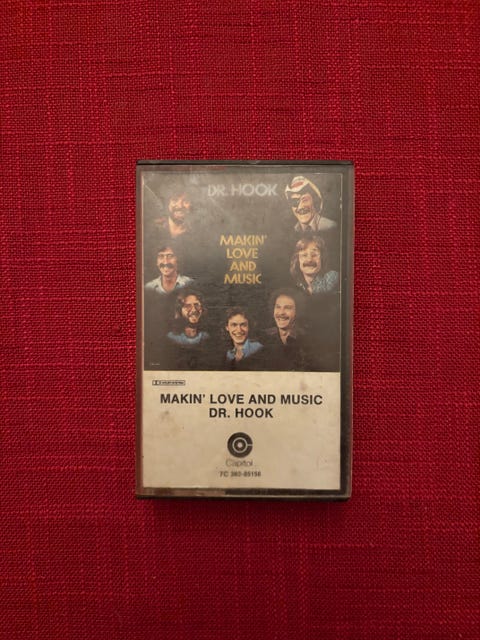 DR. HOOK
MAKIN'
LOVE
AND
MUSIC
MAKIN' LOVE AND MUSIC
DR. HOOK
Capitol